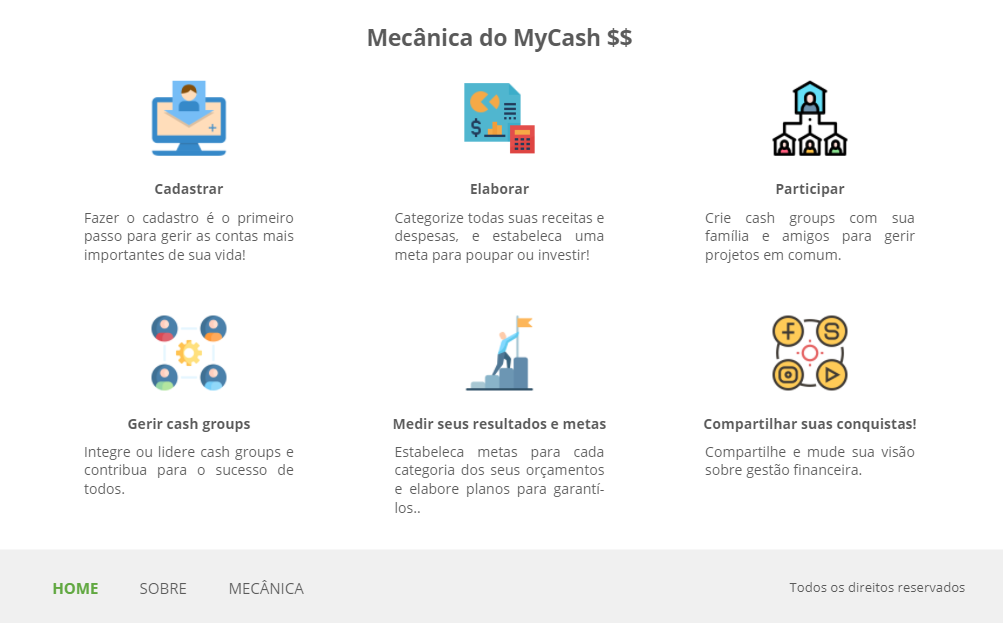 Mecânica do MyCash $$
Cadastrar
Fazer o cadastro é o primeiro
passo para gerir as contas mais
importantes de sua vida!
Elaborar
Categorize todas suas receitas e
despesas, e estabeleca uma
meta para poupar ou investir!
Participar
Crie cash groups com sua
família e amigos para gerir
projetos em comum.
Gerir cash groups
Integre ou lidere cash groups e
contribua para o sucesso de
todos.
Medir seus resultados e metas
Estabeleca metas para cada
categoria dos seus orçamentos
e elabore planos para garantí-
los..
Compartilhar suas conquistas!
Compartilhe e mude sua visão
sobre gestão financeira.
HOME SOBRE MECÂNICA Todos os direitos reservados